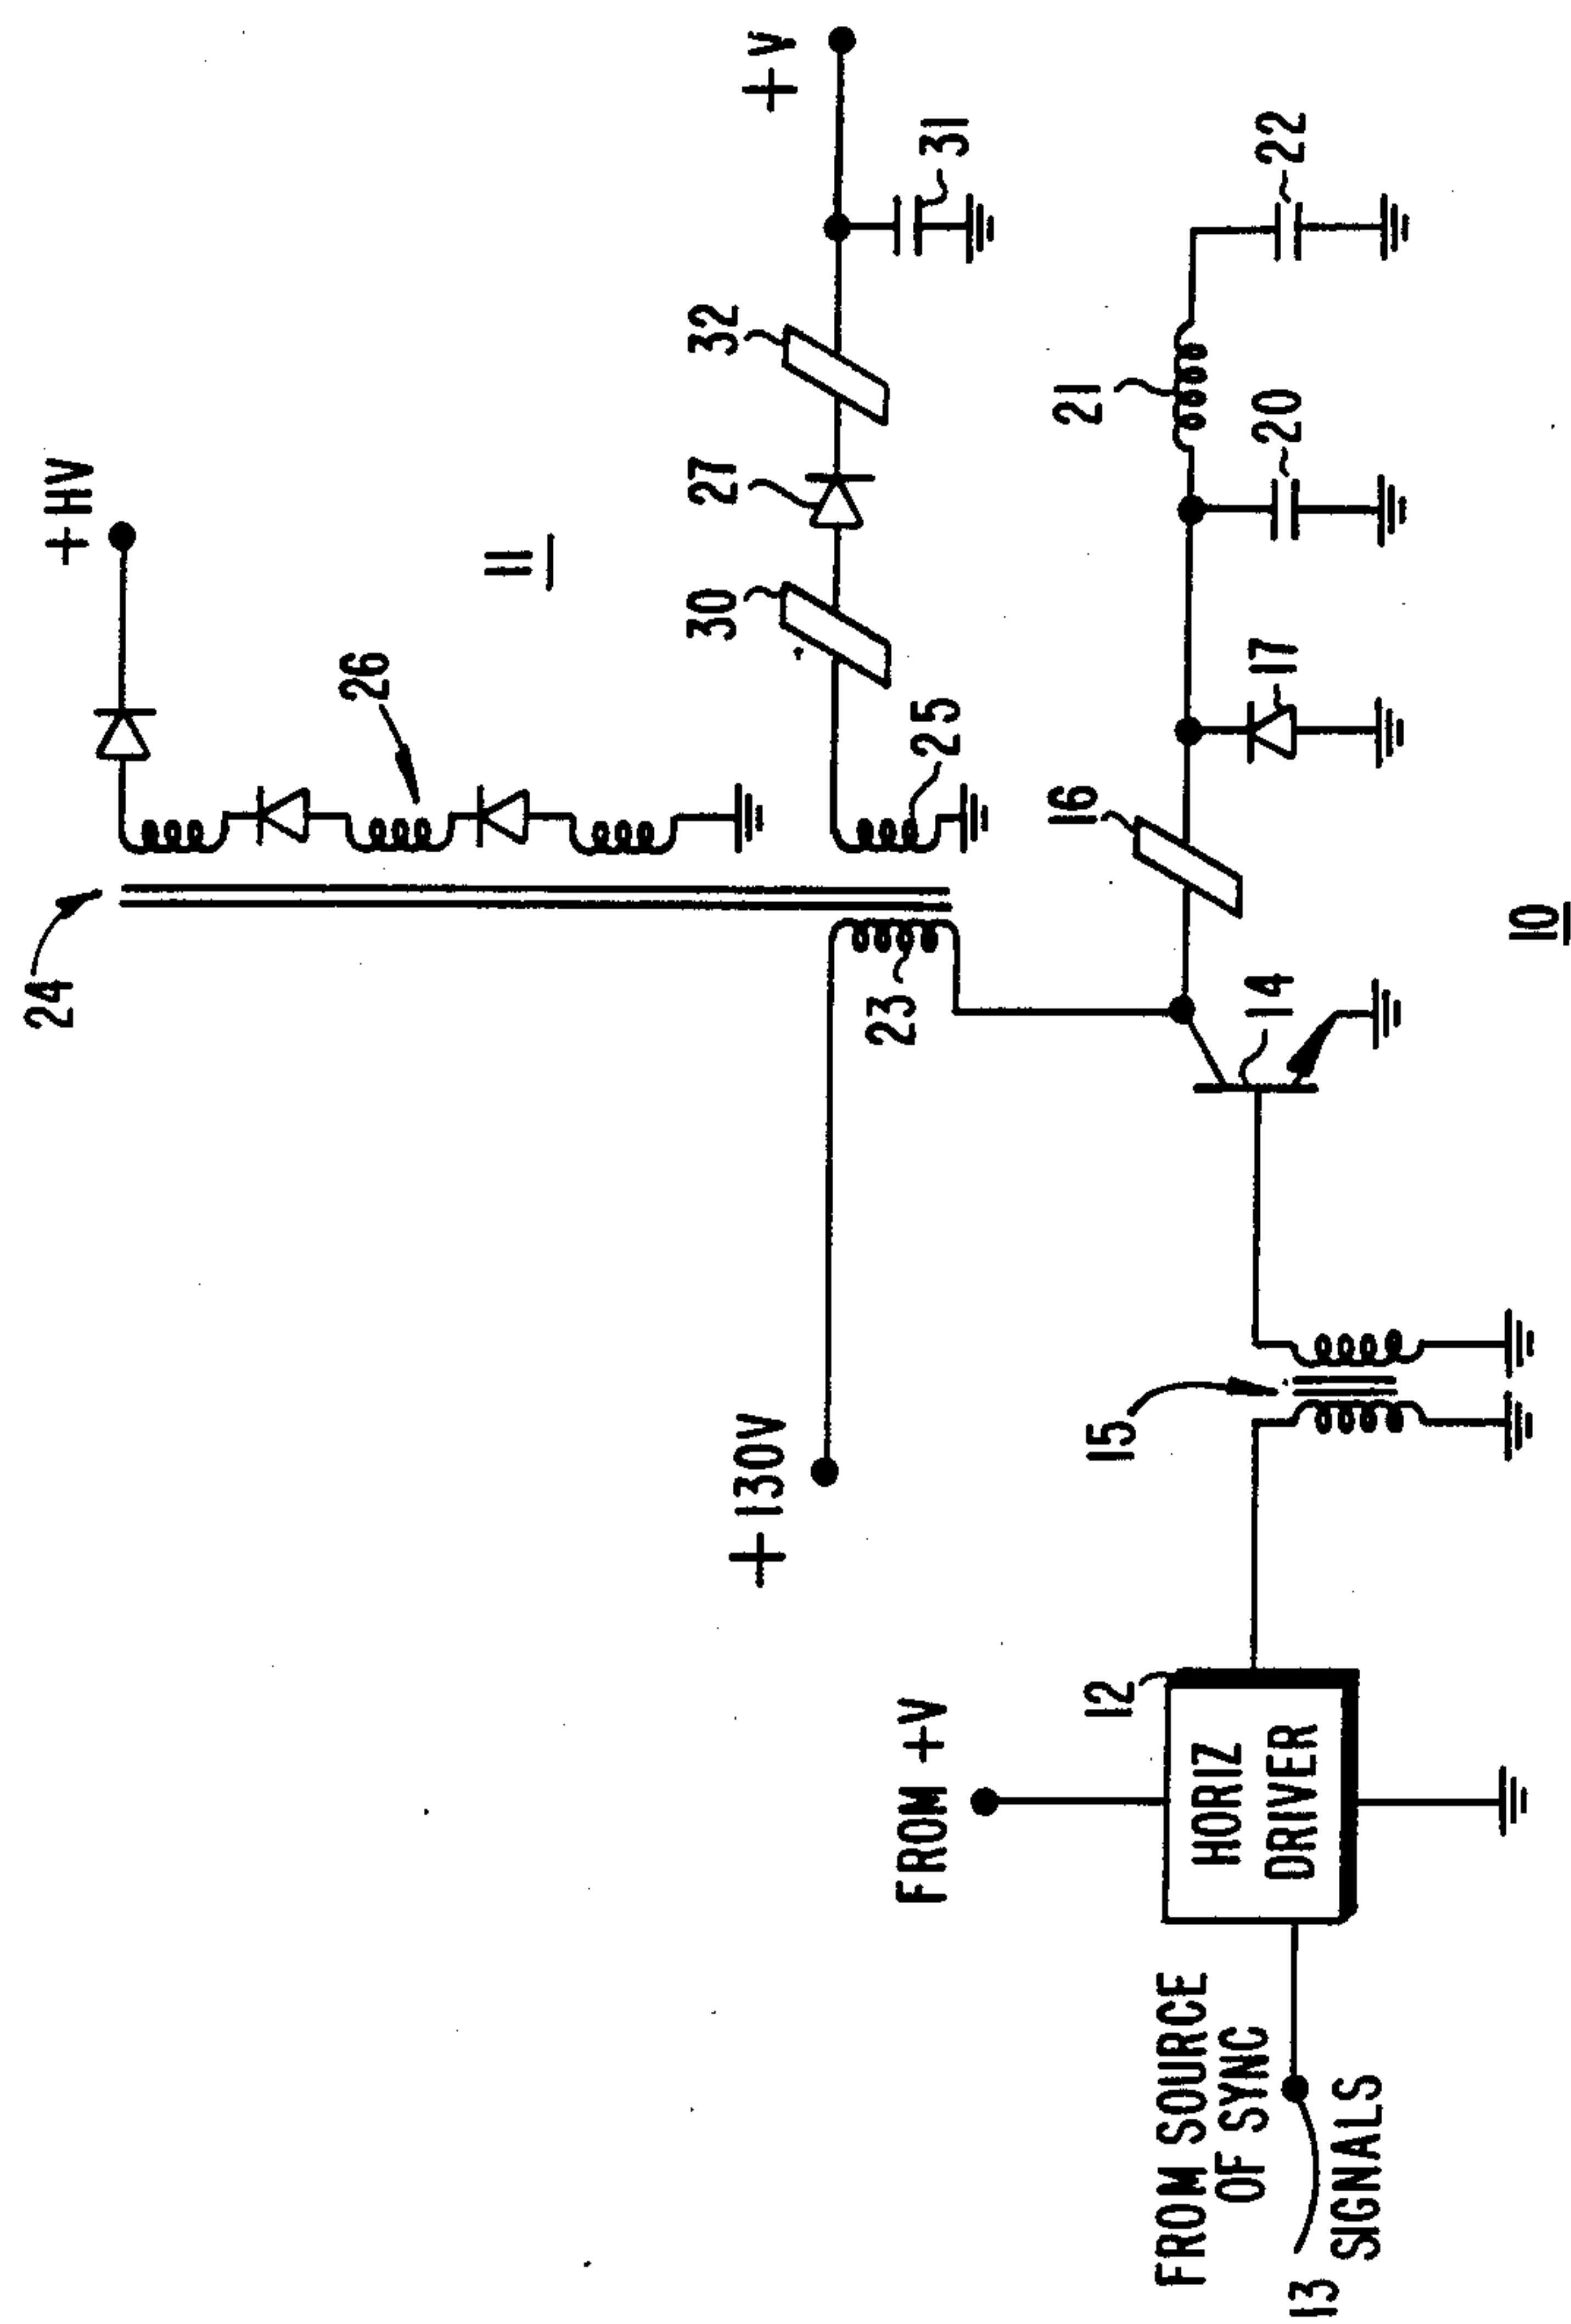 24
+HV
26
11
+130V
23
25
30
27
32
31
+V
FROM +V
12
HORIZ
DRIVER
FROM SOURCE
OF SYNC
SIGNALS
13
15
14
16
17
21
20
22
10